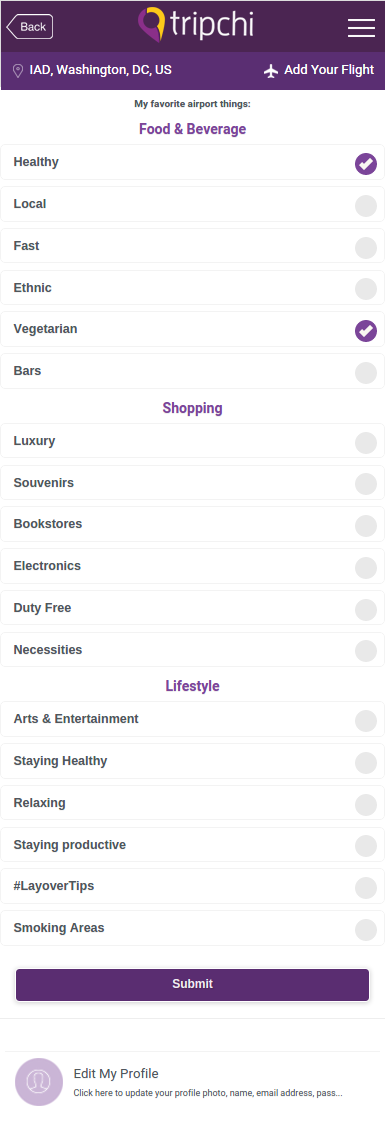 Back
tripchi
IAD, Washington, DC, US
Add Your Flight
My favorite airport things:
Food & Beverage
Healthy
Local
Fast
Ethnic
Vegetarian
Bars
Shopping
Luxury
Souvenirs
Bookstores
Electronics
Duty Free
Necessities
Lifestyle
Arts & Entertainment
Staying Healthy
Relaxing
Staying productive
#LayoverTips
Smoking Areas
Submit
Edit My Profile
Click here to update your profile photo, name, email address, pass...